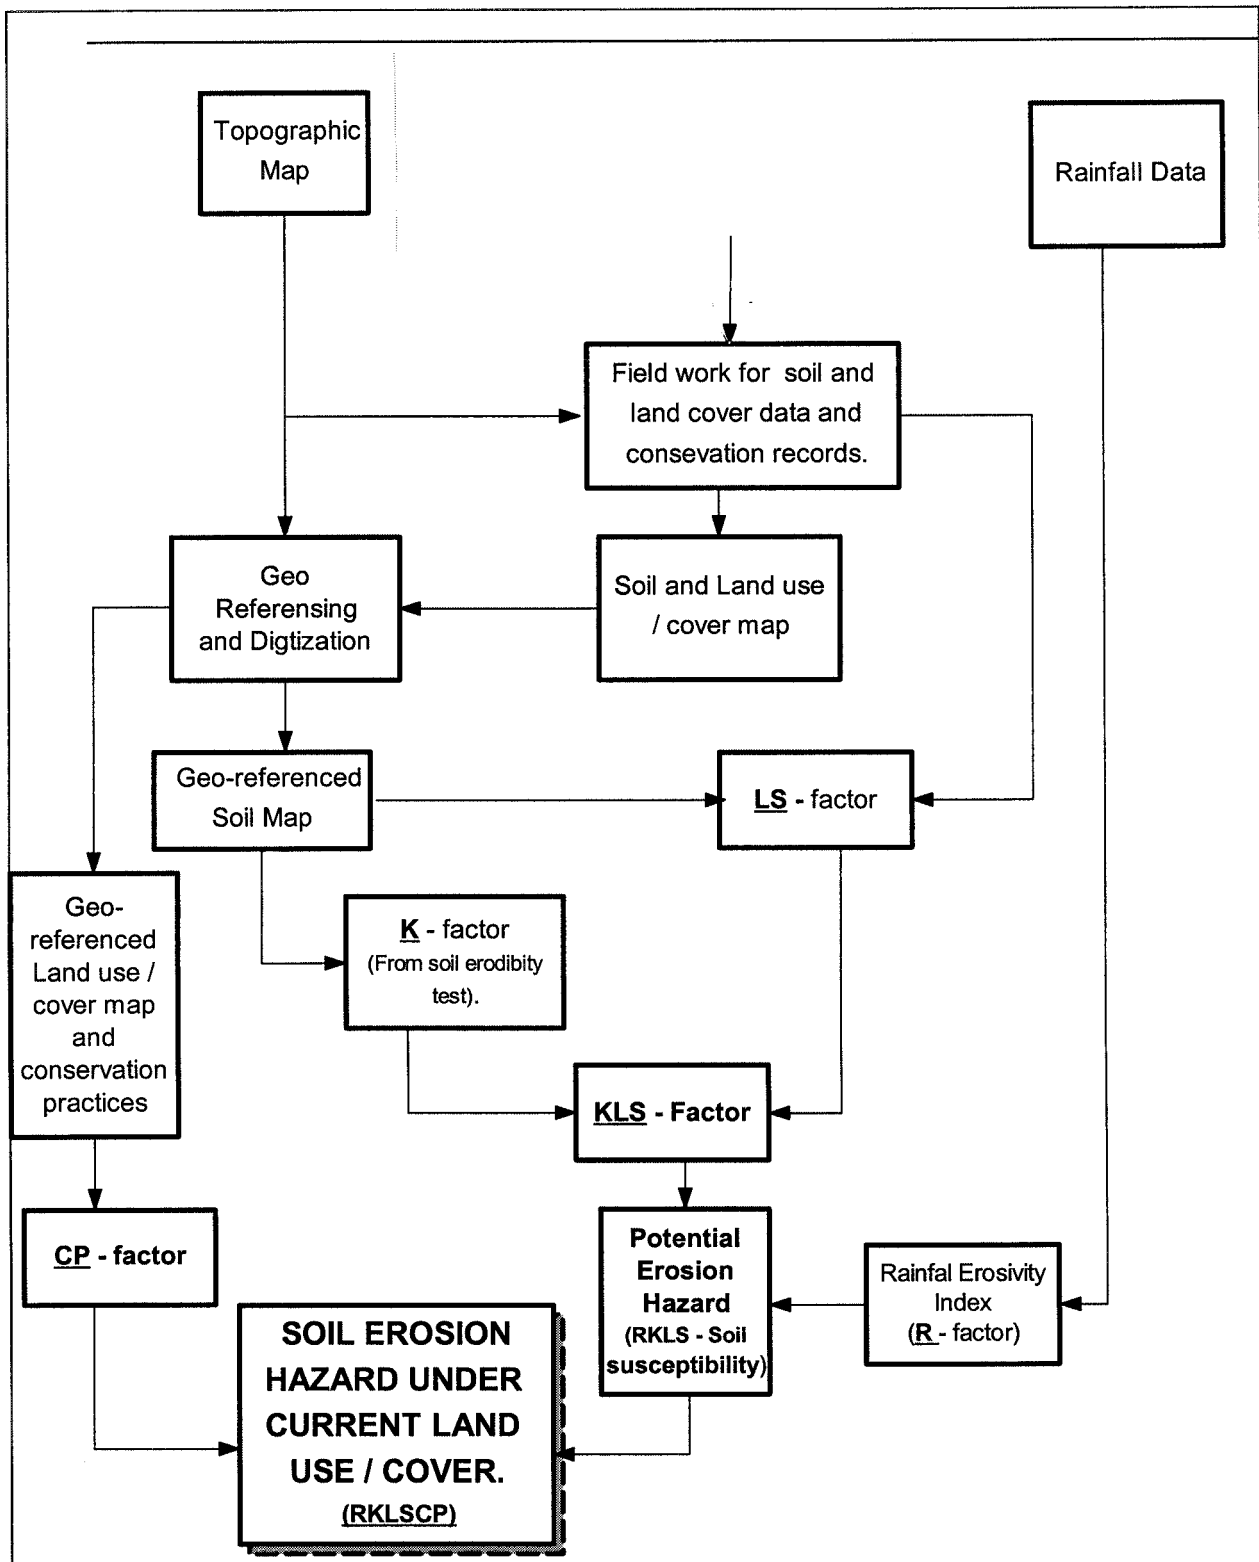 Topographic
Map
Rainfall Data
Field work for soil and
land cover data and
consevation records.
Geo
Referensing
and Digtization
Soil and Land use
/ cover map
Geo-referenced
Soil Map
LS - factor
Geo-
referenced
Land use /
cover map
and
conservation
practices
K - factor
(From soil erodibity
test).
KLS - Factor
CP - factor
Potential
Erosion
Hazard
(RKLS - Soil
susceptibility)
Rainfal Erosivity
Index
(R - factor)
SOIL EROSION
HAZARD UNDER
CURRENT LAND
USE / COVER.
(RKLSCP)